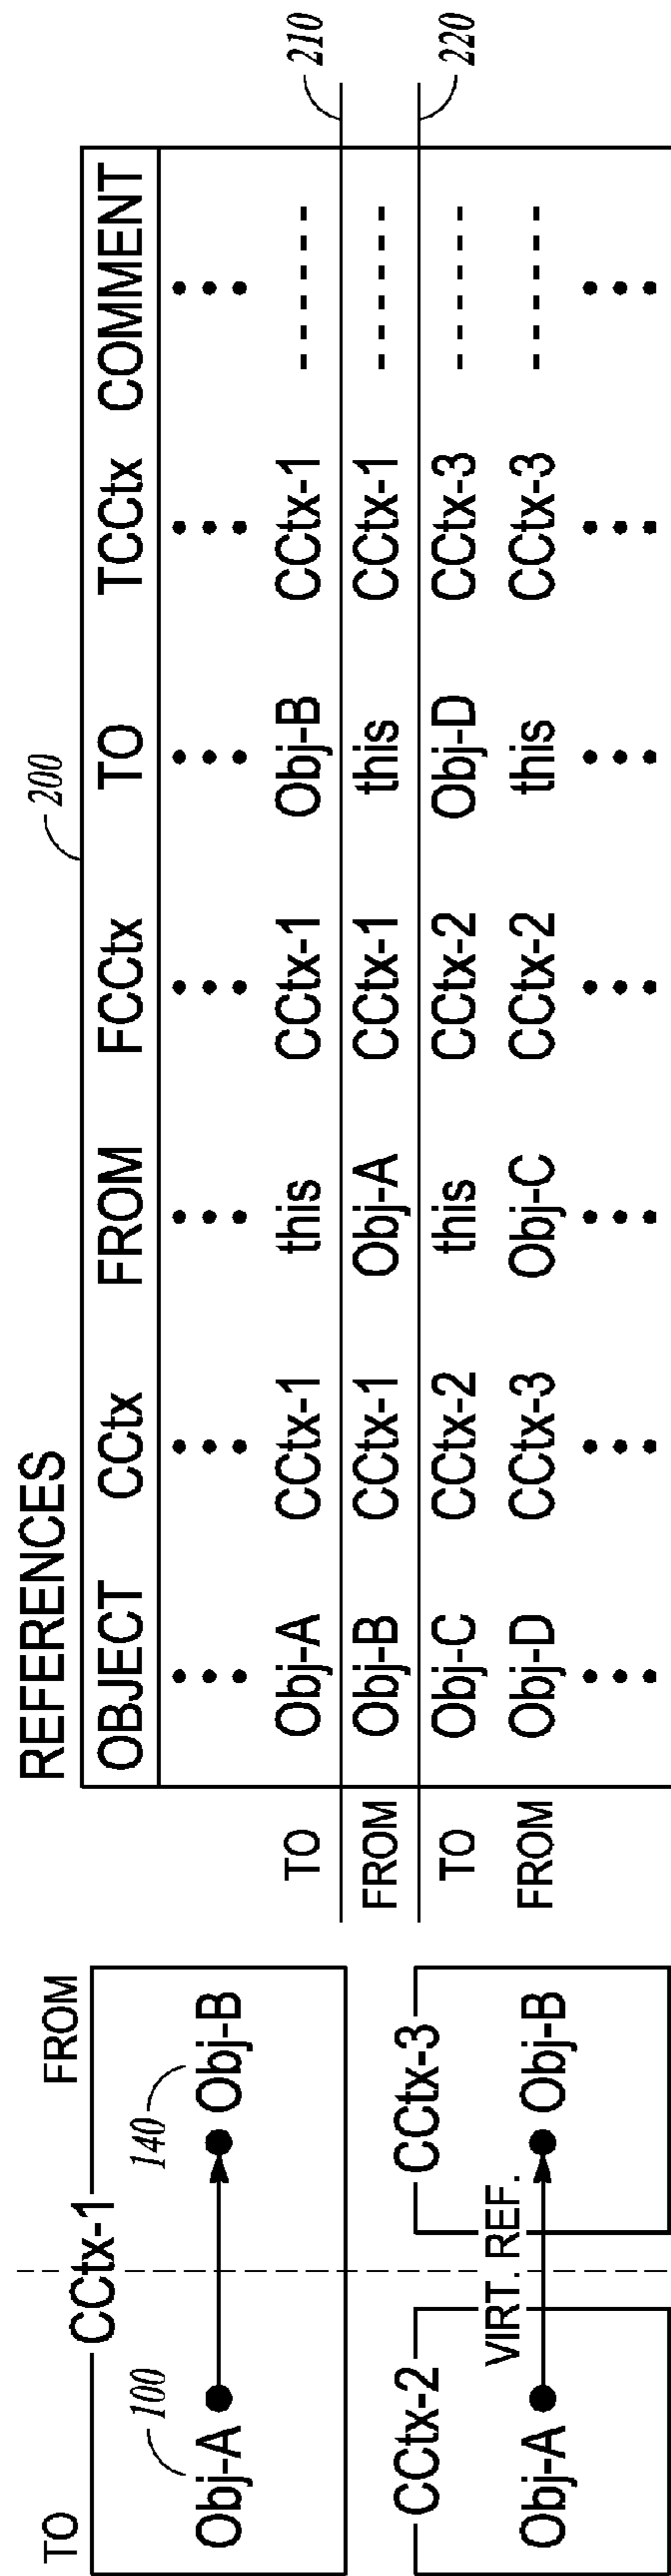 TO
FROM
CCtx-1
100
140
Obj-A
Obj-B
CCtx-2
CCtx-3
VIRT. REF.
Obj-A
Obj-B
REFERENCES
200
OBJECT CCtx FROM FCCtx TO TCCtx COMMENT
TO Obj-A CCtx-1 this CCtx-1 Obj-B CCtx-1 ------
210
FROM Obj-B CCtx-1 Obj-A CCtx-1 this CCtx-1 ------
220
TO Obj-C CCtx-2 this CCtx-2 Obj-D CCtx-3 ------
FROM Obj-D CCtx-3 Obj-C CCtx-2 this CCtx-3 ------